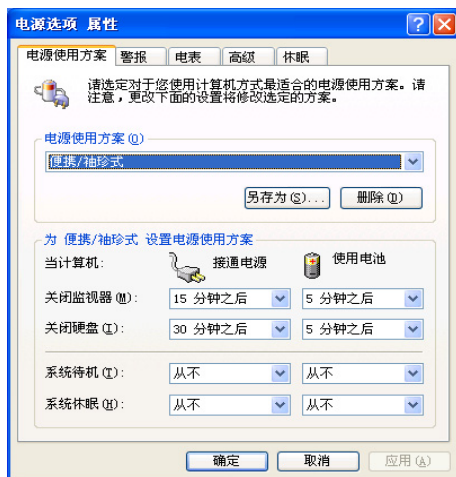 电源选项 属性
电源使用方案 警报 电表 高级 休眠
请选定对于您使用计算机方式最适合的电源使用方案。请
注意，更改下面的设置将修改选定的方案。
电源使用方案(O)
便携/袖珍式
另存为(S)... 删除(D)
为 便携/袖珍式 设置电源使用方案
当计算机: 接通电源 使用电池
关闭监视器(M): 15 分钟之后 5 分钟之后
关闭硬盘(I): 30 分钟之后 5 分钟之后
系统待机(T): 从不 从不
系统休眠(H): 从不 从不
确定 取消 应用(A)